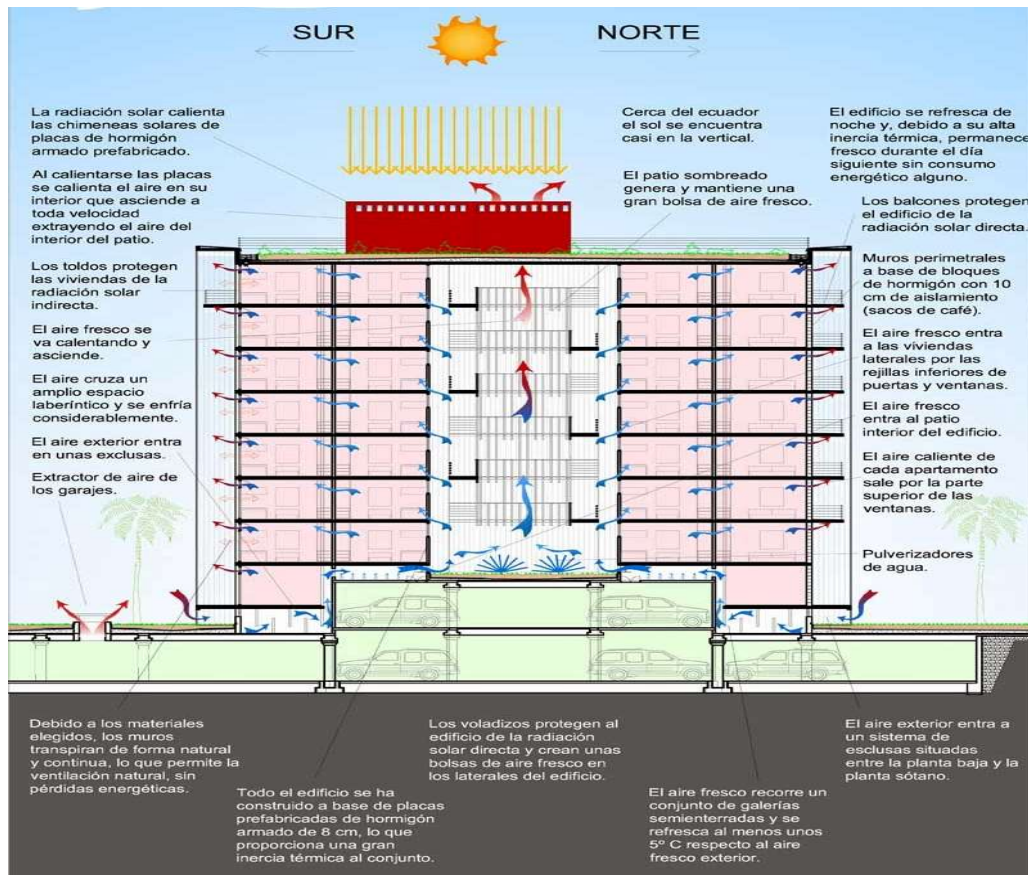 SUR
NORTE
La radiación solar calienta
las chimeneas solares de
placas de hormigón
armado prefabricado.
Al calientarse las placas
se calienta el aire en su
interior que asciende a
toda velocidad
extrayendo el aire del
interior del patio.
Los toldos protegen
las viviendas de la
radiación solar
indirecta.
El aire fresco se
va calentando y
asciende.
El aire cruza un
amplio espacio
laberíntico y se enfría
considerablemente.
El aire exterior entra
en unas exclusas.
Extractor de aire de
los garajes.
Cerca del ecuador
el sol se encuentra
casi en la vertical.
El patio sombreado
genera y mantiene una
gran bolsa de aire fresco.
El edificio se refresca de
noche y, debido a su alta
inercia térmica, permanece
fresco durante el día
siguiente sin consumo
energético alguno.
Los balcones protegen
el edificio de la
radiación solar directa.
Muros perimetrales
a base de bloques
de hormigón con 10
cm de aislamiento
(sacos de café).
El aire fresco entra
a las viviendas
laterales por las
rejillas inferiores de
puertas y ventanas.
El aire fresco
entra al patio
interior del edificio.
El aire caliente de
cada apartamento
sale por la parte
superior de las
ventanas.
Pulverizadores
de agua.
Debido a los materiales
elegidos, los muros
transpiran de forma natural
y continua, lo que permite la
ventilación natural, sin
pérdidas energéticas.
Todo el edificio se ha
construido a base de placas
prefabricadas de hormigón
armado de 8 cm, lo que
proporciona una gran
inercia térmica al conjunto.
Los voladizos protegen al
edificio de la radiación
solar directa y crean unas
bolsas de aire fresco en
los laterales del edificio.
El aire fresco recorre un
conjunto de galerías
semienterradas y se
refresca al menos unos
5º C respecto al aire
fresco exterior.
El aire exterior entra a
un sistema de
esclusas situadas
entre la planta baja y la
planta sótano.